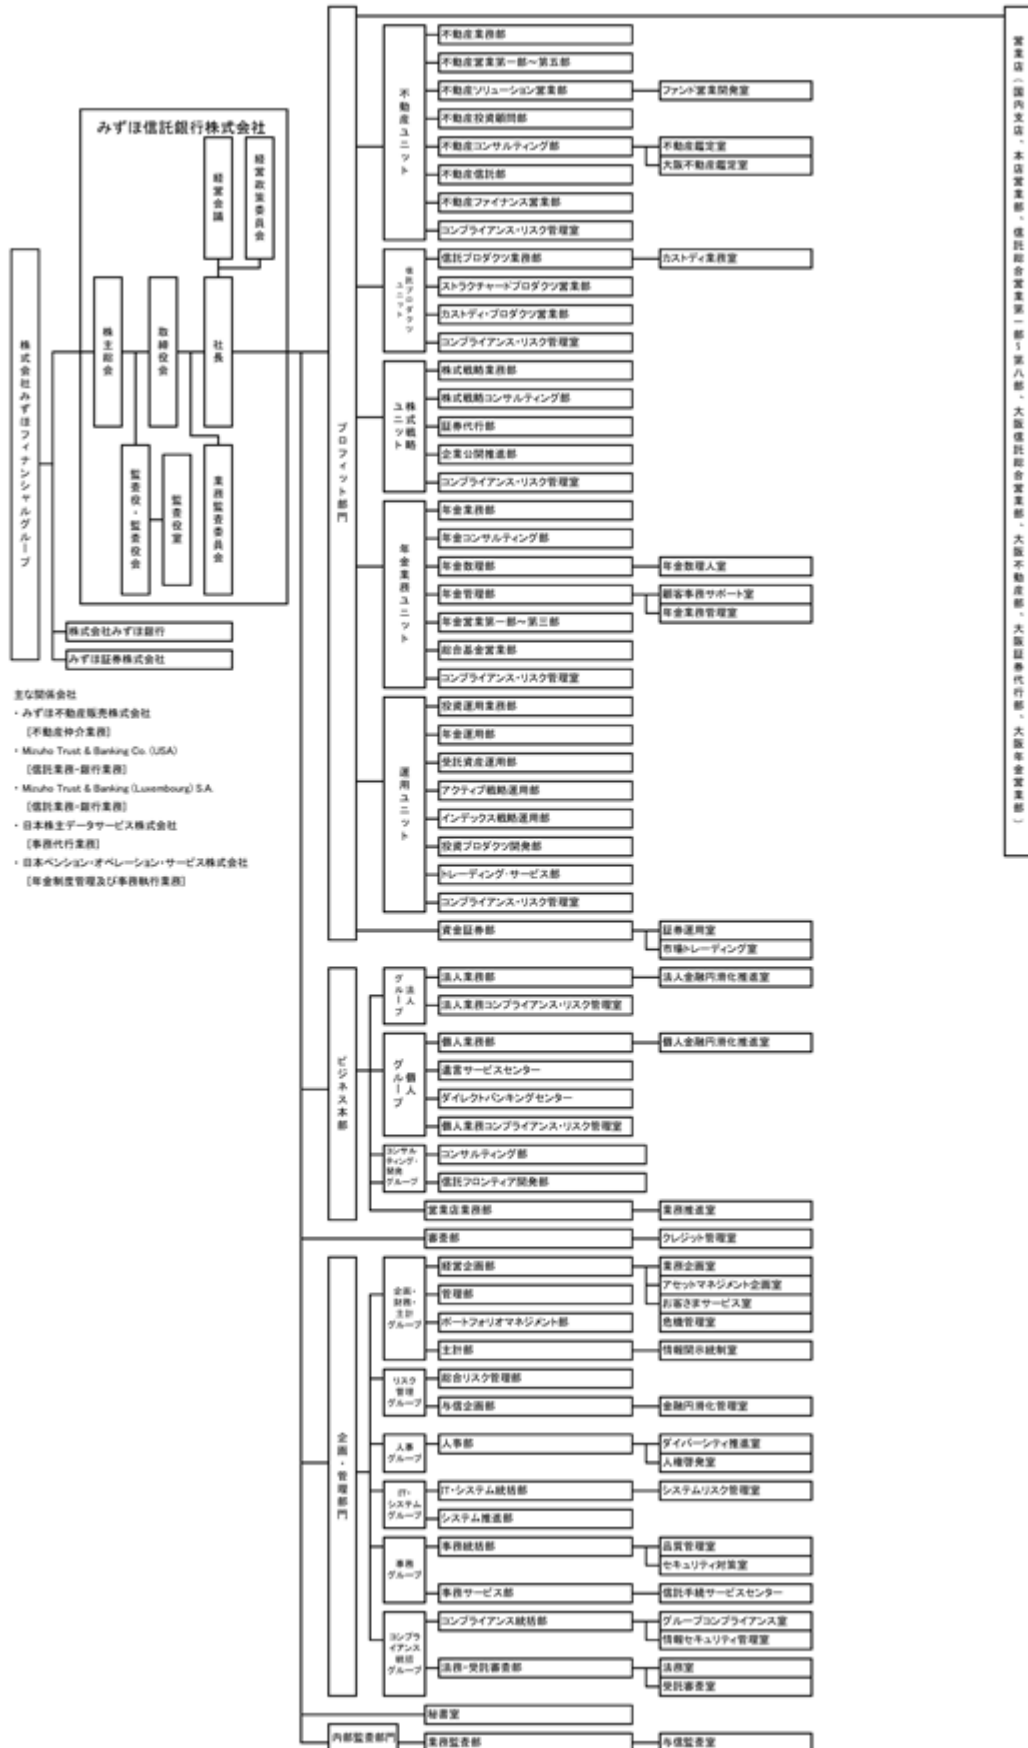 みずほ信託銀行株式会社
経営会議
経営政策委員会
株式会社みずほフィナンシャルグループ
株主総会
取締役会
社長
監査役・監査役会
監査役室
業務監査委員会
株式会社みずほ銀行
みずほ証券株式会社
主な関係会社
・みずほ不動産販売株式会社
[不動産仲介業務]
・Mizuho Trust & Banking Co. (USA)
[信託業務・銀行業務]
・Mizuho Trust & Banking (Luxembourg) S.A.
[信託業務・銀行業務]
・日本株主データサービス株式会社
[事務代行業務]
・日本ペンション・オペレーション・サービス株式会社
[年金制度管理及び事務執行業務]
プロフィット部門
不動産ユニット
不動産業務部
不動産営業第一部〜第五部
不動産ソリューション営業部
ファンド営業開発室
不動産投資顧問部
不動産コンサルティング部
不動産鑑定室
大阪不動産鑑定室
不動産信託部
不動産ファイナンス営業部
コンプライアンス・リスク管理室
信託プロダクツユニット
信託プロダクツ業務部
カストディ業務室
ストラクチャードプロダクツ営業部
カストディ・プロダクツ営業部
コンプライアンス・リスク管理室
株式戦略ユニット
株式戦略業務部
株式戦略コンサルティング部
証券代行部
企業公開推進部
コンプライアンス・リスク管理室
年金業務ユニット
年金業務部
年金コンサルティング部
年金数理部
年金数理人室
年金管理部
顧客事務サポート室
年金業務管理室
年金営業第一部〜第三部
総合基金営業部
コンプライアンス・リスク管理室
運用ユニット
投資運用業務部
年金運用部
受託資産運用部
アクティブ戦略運用部
インデックス戦略運用部
投資プロダクツ開発部
トレーディング・サービス部
コンプライアンス・リスク管理室
資金証券部
証券運用室
市場トレーディング室
営業店（国内支店、本店営業部、信託総合営業第一部〜第八部、大阪信託総合営業部、大阪不動産部、大阪証券代行部、大阪年金営業部）
ビジネス本部
法人グループ
法人業務部
法人金融円滑化推進室
法人業務コンプライアンス・リスク管理室
個人グループ
個人業務部
個人金融円滑化推進室
遺言サービスセンター
ダイレクトバンキングセンター
個人業務コンプライアンス・リスク管理室
コンサルティング・開発グループ
コンサルティング部
信託フロンティア開発部
営業店業務部
業務推進室
審査部
クレジット管理室
企画・管理部門
企画・財務・主計グループ
経営企画部
業務企画室
アセットマネジメント企画室
お客さまサービス室
危機管理室
管理部
ポートフォリオマネジメント部
主計部
情報開示統制室
リスク管理グループ
総合リスク管理部
与信企画部
金融円滑化管理室
人事グループ
人事部
ダイバーシティ推進室
人権啓発室
IT・システムグループ
IT・システム統括部
システムリスク管理室
システム推進部
事務グループ
事務統括部
品質管理室
セキュリティ対策室
事務サービス部
信託手続サービスセンター
コンプライアンス統括グループ
コンプライアンス統括部
グループコンプライアンス室
情報セキュリティ管理室
法務・受託審査部
法務室
受託審査室
秘書室
内部監査部門
業務監査部
与信監査室